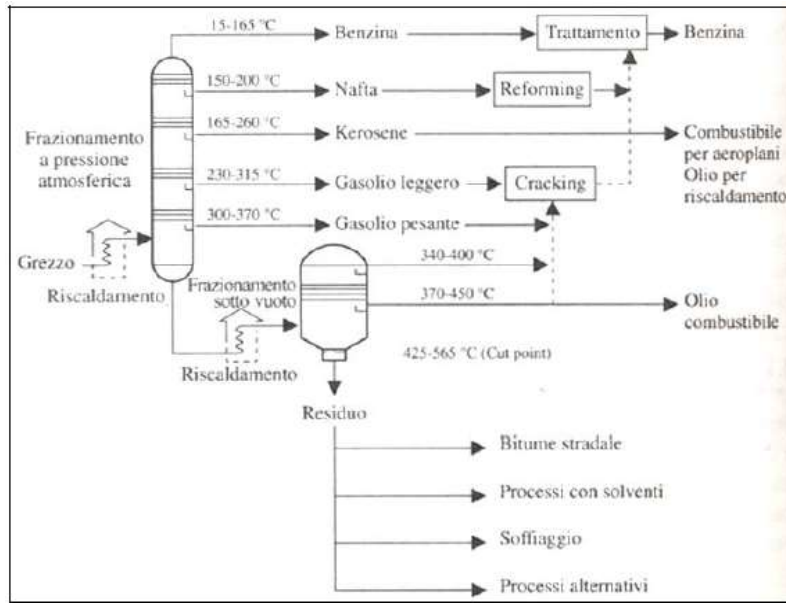 15-165 °C
Benzina
Trattamento
Benzina
150-200 °C
Nafta
Reforming
Frazionamento
a pressione
atmosferica
165-260 °C
Kerosene
Combustibile
per aeroplani
Olio per
riscaldamento
230-315 °C
Gasolio leggero
Cracking
300-370 °C
Gasolio pesante
Grezzo
Riscaldamento
Frazionamento
sotto vuoto
340-400 °C
370-450 °C
Olio
combustibile
Riscaldamento
425-565 °C (Cut point)
Residuo
Bitume stradale
Processi con solventi
Soffiaggio
Processi alternativi